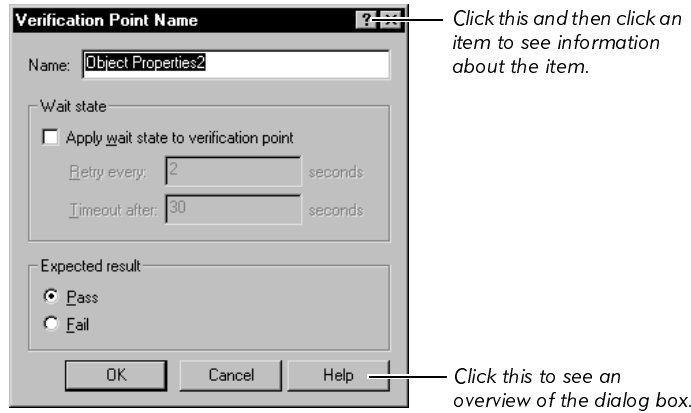 Verification Point Name ? X
Click this and then click an
item to see information
about the item.
Name: Object Properties2
Wait state
Apply wait state to verification point
Retry every: 2 seconds
Timeout after: 30 seconds
Expected result
Pass
Fail
OK Cancel Help
Click this to see an
overview of the dialog box.